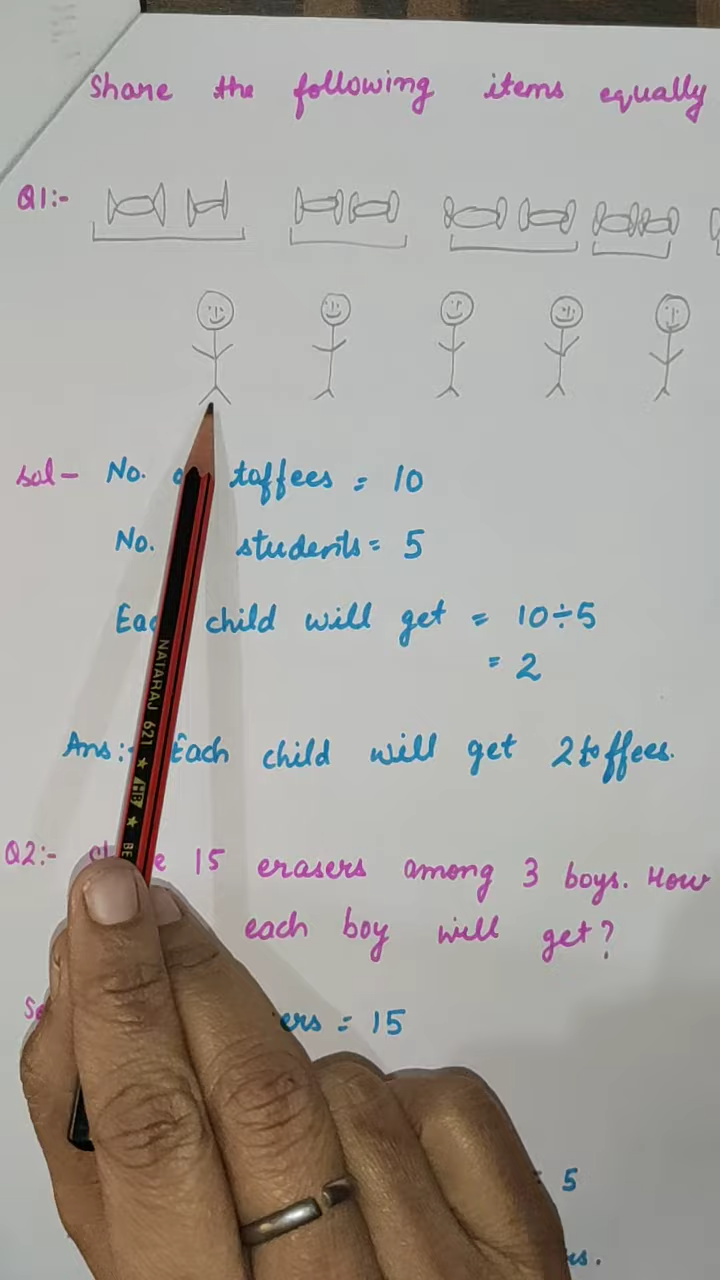 Share the following items equally
Q1:-
Sol- No. toffees = 10
No. students = 5
child will get = 10÷5
= 2
Ans:- Each child will get 2 toffees.
Q2:- 15 erasers among 3 boys. How
each boy will get?
= 15
= 5
NATARAJ 621 ★ HB ★